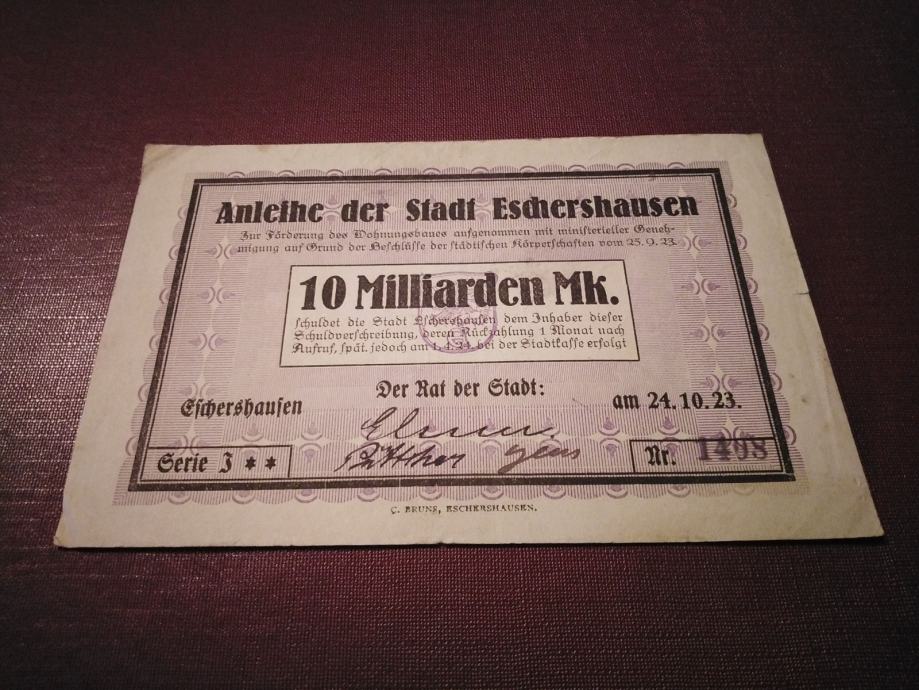 Anleihe der Stadt Eschershausen
Zur Förderung des Wohnungsbaues aufgenommen mit ministerieller Geneh-
migung auf Grund der Beschlüsse der städtischen Körperschaften vom 25.9.23.
10 Milliarden Mk.
schuldet die Stadt Eschershausen dem Inhaber dieser
Schuldverschreibung, deren Rückzahlung 1 Monat nach
Aufruf, spät. jedoch am 1.4.24. bei der Stadtkasse erfolgt
Der Rat der Stadt:
Eschershausen
am 24.10.23.
Serie I **
Nr. 1408
C. BRUNS, ESCHERSHAUSEN.